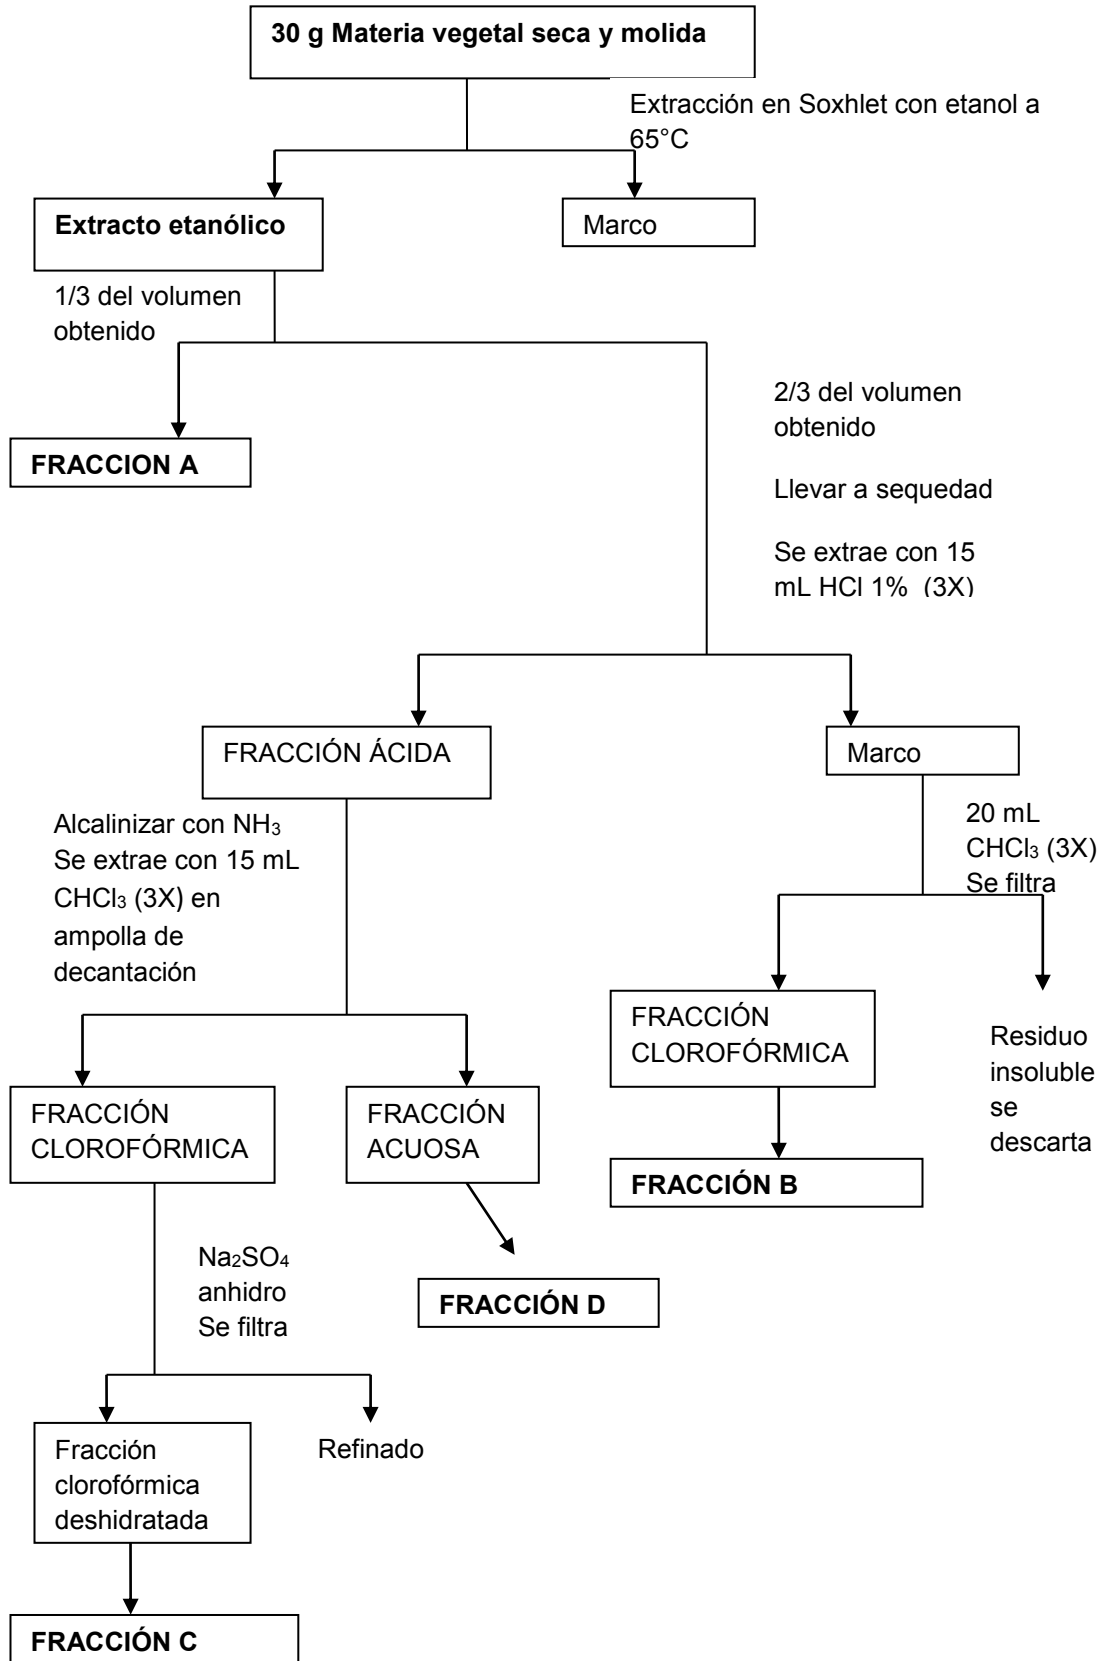 30 g Materia vegetal seca y molida
Extracción en Soxhlet con etanol a
65°C
Extracto etanólico
Marco
1/3 del volumen
obtenido
2/3 del volumen
obtenido
FRACCION A
Llevar a sequedad
Se extrae con 15
mL HCl 1% (3X)
FRACCIÓN ÁCIDA
Marco
Alcalinizar con NH₃
Se extrae con 15 mL
CHCl₃ (3X) en
ampolla de
decantación
20 mL
CHCl₃ (3X)
Se filtra
FRACCIÓN
CLOROFÓRMICA
Residuo
insoluble
se
descarta
FRACCIÓN
CLOROFÓRMICA
FRACCIÓN
ACUOSA
FRACCIÓN B
Na₂SO₄
anhidro
Se filtra
FRACCIÓN D
Fracción
clorofórmica
deshidratada
Refinado
FRACCIÓN C